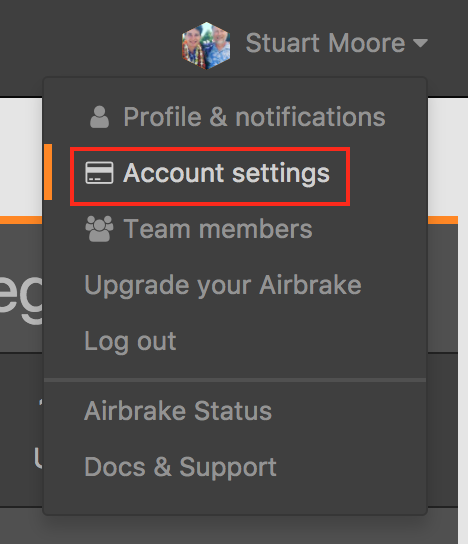 Stuart Moore
Profile & notifications
Account settings
Team members
Upgrade your Airbrake
Log out
Airbrake Status
Docs & Support